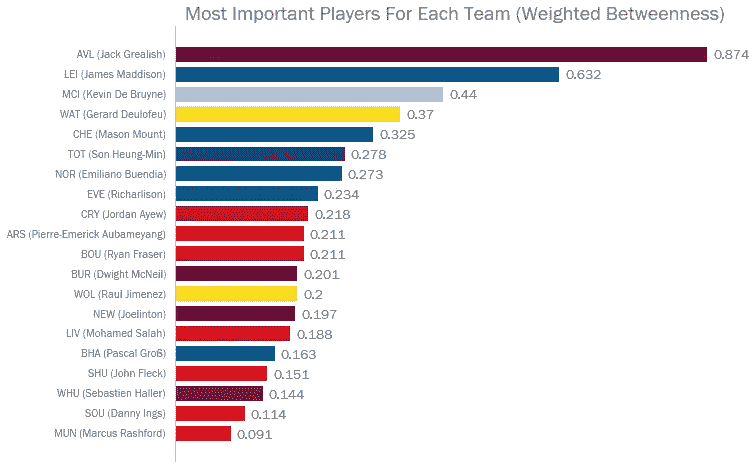 Most Important Players For Each Team (Weighted Betweenness)
AVL (Jack Grealish) 0.874
LEI (James Maddison) 0.632
MCI (Kevin De Bruyne) 0.44
WAT (Gerard Deulofeu) 0.37
CHE (Mason Mount) 0.325
TOT (Son Heung-Min) 0.278
NOR (Emiliano Buendia) 0.273
EVE (Richarlison) 0.234
CRY (Jordan Ayew) 0.218
ARS (Pierre-Emerick Aubameyang) 0.211
BOU (Ryan Fraser) 0.211
BUR (Dwight McNeil) 0.201
WOL (Raul Jimenez) 0.2
NEW (Joelinton) 0.197
LIV (Mohamed Salah) 0.188
BHA (Pascal Groß) 0.163
SHU (John Fleck) 0.151
WHU (Sebastien Haller) 0.144
SOU (Danny Ings) 0.114
MUN (Marcus Rashford) 0.091